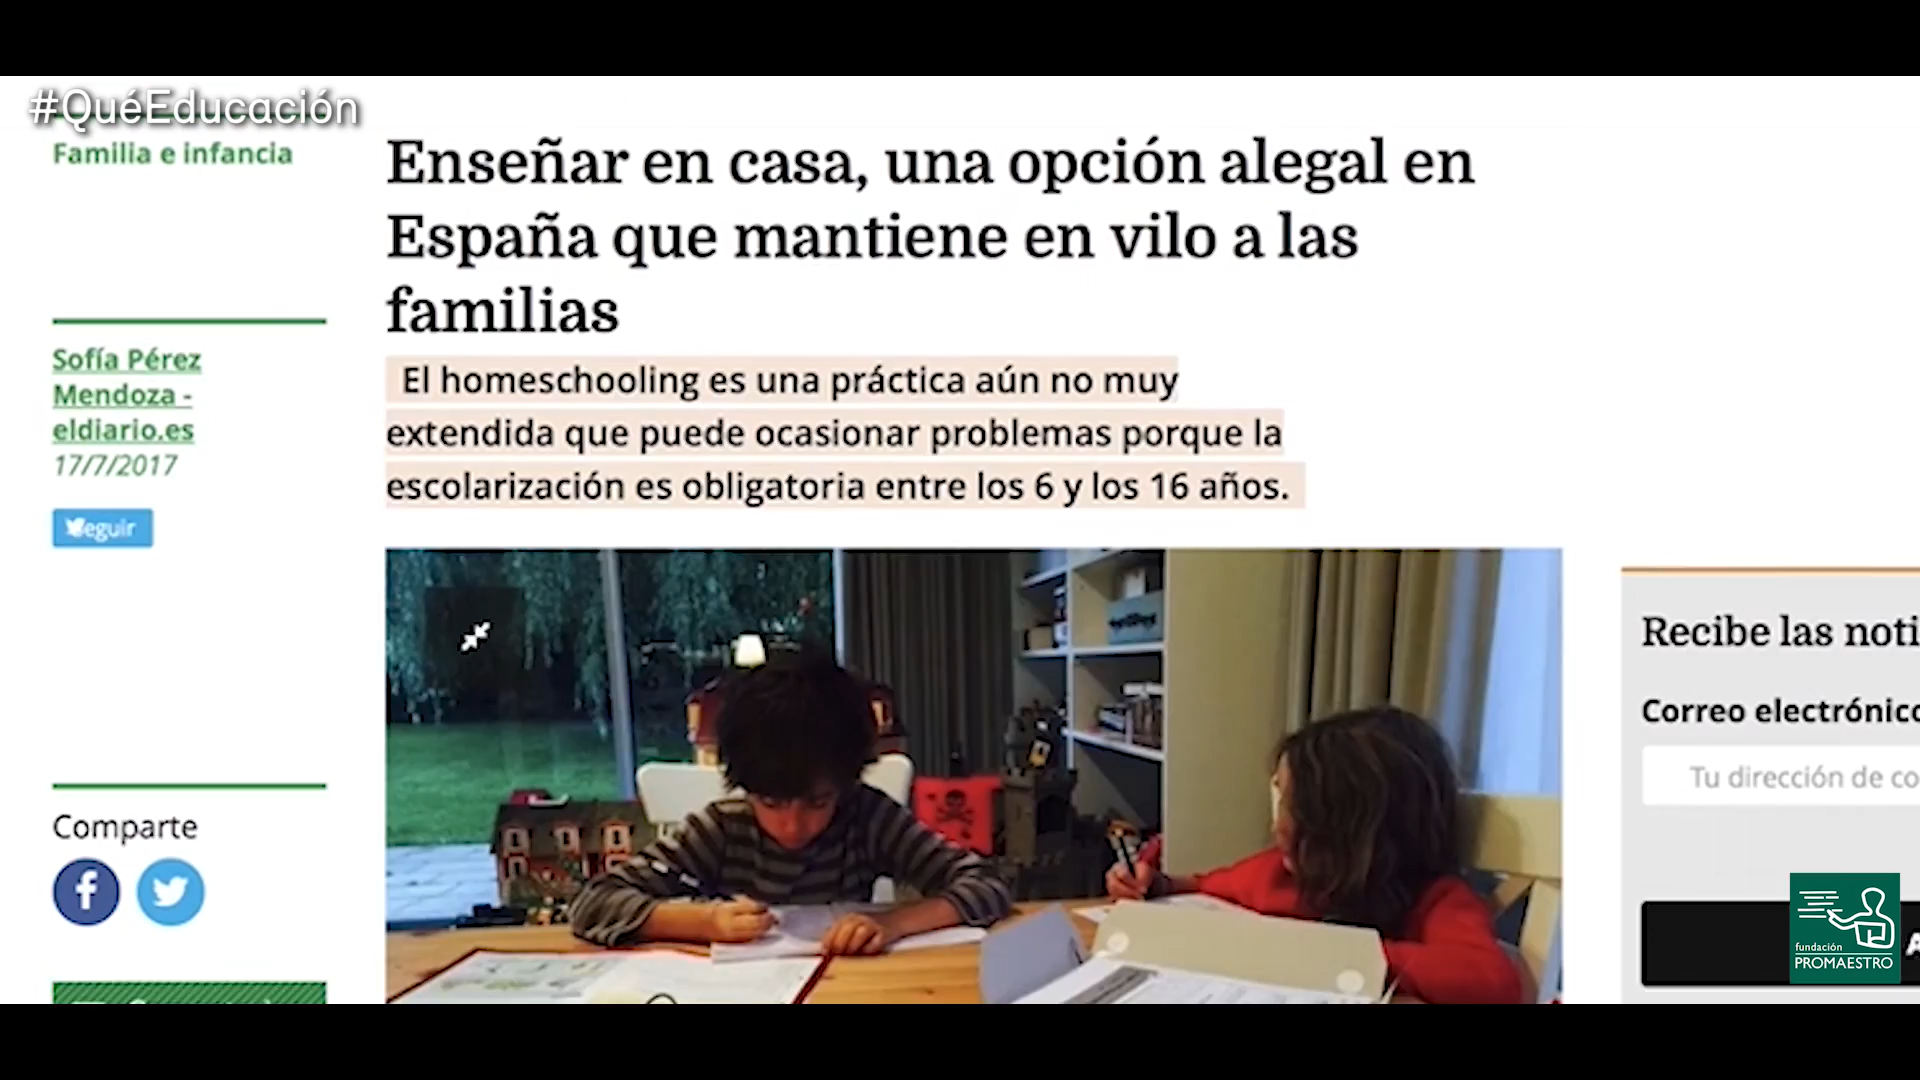 #QuéEducación
Familia e infancia
Enseñar en casa, una opción alegal en
España que mantiene en vilo a las
familias
El homeschooling es una práctica aún no muy
extendida que puede ocasionar problemas porque la
escolarización es obligatoria entre los 6 y los 16 años.
Sofía Pérez
Mendoza -
eldiario.es
17/7/2017
Seguir
Comparte
Recibe las noti
Correo electrónico
Tu dirección de co
fundación
PROMAESTRO